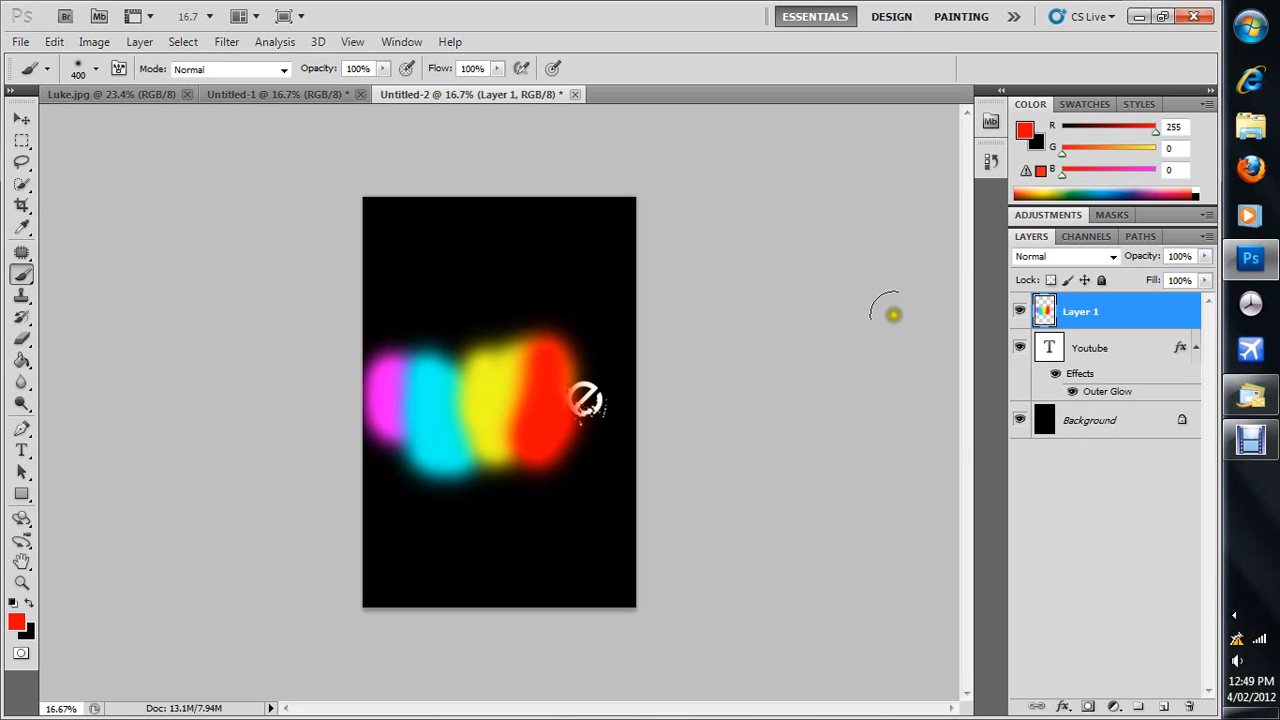 Ps Br Mb 16.7 ESSENTIALS DESIGN PAINTING CS Live
File Edit Image Layer Select Filter Analysis 3D View Window Help
400 Mode: Normal Opacity: 100% Flow: 100%
Luke.jpg @ 23.4% (RGB/8) Untitled-1 @ 16.7% (RGB/8) * Untitled-2 @ 16.7% (Layer 1, RGB/8) *
COLOR SWATCHES STYLES
Mb
R 255
G 0
B 0
ADJUSTMENTS MASKS
LAYERS CHANNELS PATHS
Normal Opacity: 100%
Lock: Fill: 100%
Layer 1
T Youtube fx
Effects
Outer Glow
Background
e
T
Ps
16.67% Doc: 13.1M/7.94M
fx
12:49 PM
4/02/2012